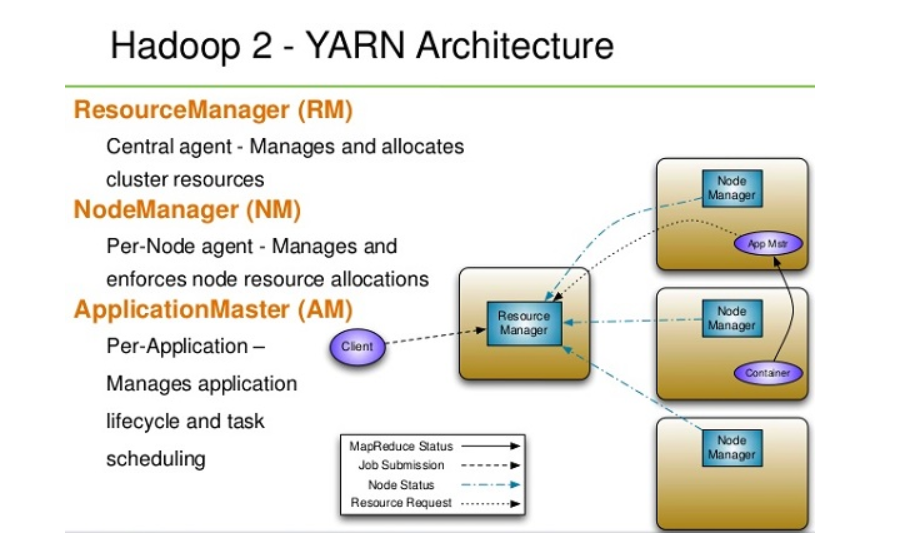 Hadoop 2 - YARN Architecture
ResourceManager (RM)
Central agent - Manages and allocates
cluster resources
NodeManager (NM)
Per-Node agent - Manages and
enforces node resource allocations
ApplicationMaster (AM)
Per-Application –
Manages application
lifecycle and task
scheduling
Client
Resource
Manager
Node
Manager
App Mstr
Node
Manager
Container
Node
Manager
MapReduce Status
Job Submission
Node Status
Resource Request